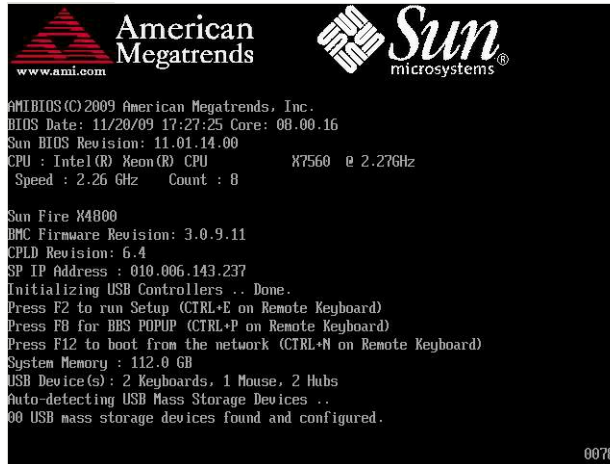 American
Megatrends
www.ami.com
Sun®
microsystems
AMIBIOS(C)2009 American Megatrends, Inc.
BIOS Date: 11/20/09 17:27:25 Core: 08.00.16
Sun BIOS Revision: 11.01.14.00
CPU : Intel(R) Xeon(R) CPU X7560 @ 2.27GHz
Speed : 2.26 GHz Count : 8
Sun Fire X4800
BMC Firmware Revision: 3.0.9.11
CPLD Revision: 6.4
SP IP Address : 010.006.143.237
Initializing USB Controllers .. Done.
Press F2 to run Setup (CTRL+E on Remote Keyboard)
Press F8 for BBS POPUP (CTRL+P on Remote Keyboard)
Press F12 to boot from the network (CTRL+N on Remote Keyboard)
System Memory : 112.0 GB
USB Device(s): 2 Keyboards, 1 Mouse, 2 Hubs
Auto-detecting USB Mass Storage Devices ..
00 USB mass storage devices found and configured.